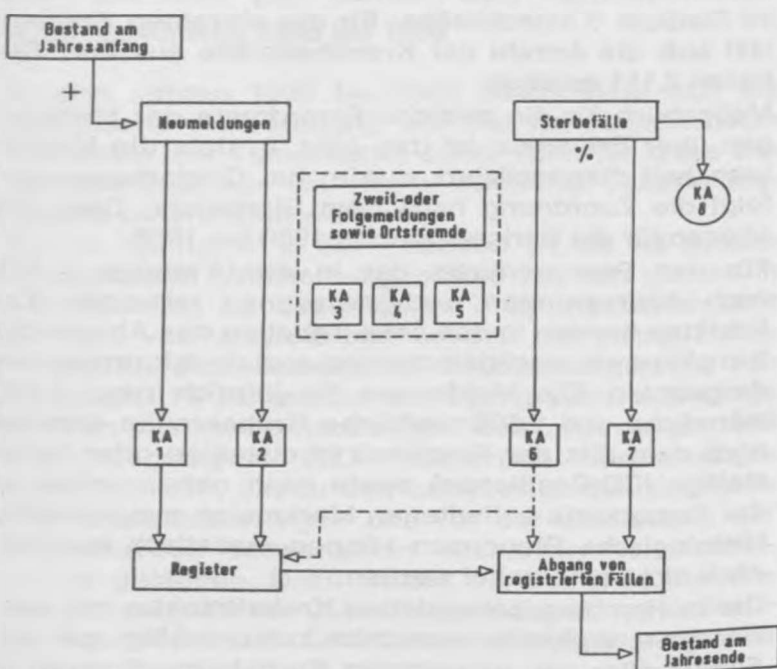 Bestand am
Jahresanfang
+
Neumeldungen
Sterbefälle
%
KA
8
Zweit-oder
Folgemeldungen
sowie Ortsfremde
KA
3
KA
4
KA
5
KA
1
KA
2
KA
6
KA
7
Register
Abgang von
registrierten Fällen
Bestand am
Jahresende